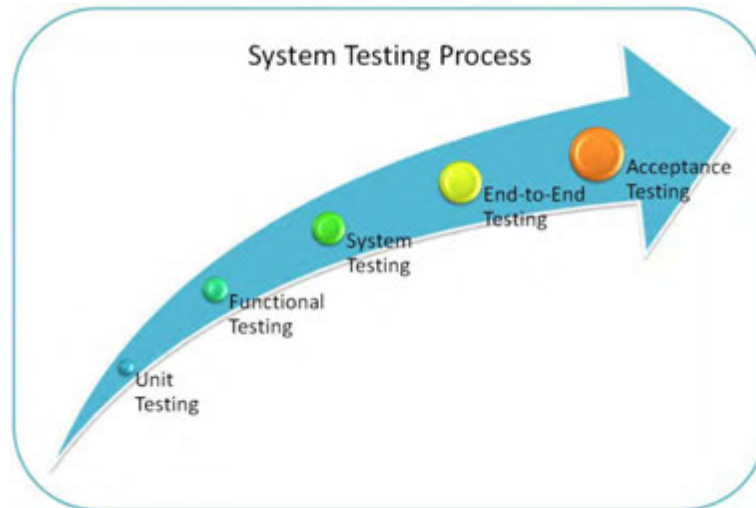 System Testing Process
Acceptance
Testing
End-to-End
Testing
System
Testing
Functional
Testing
Unit
Testing